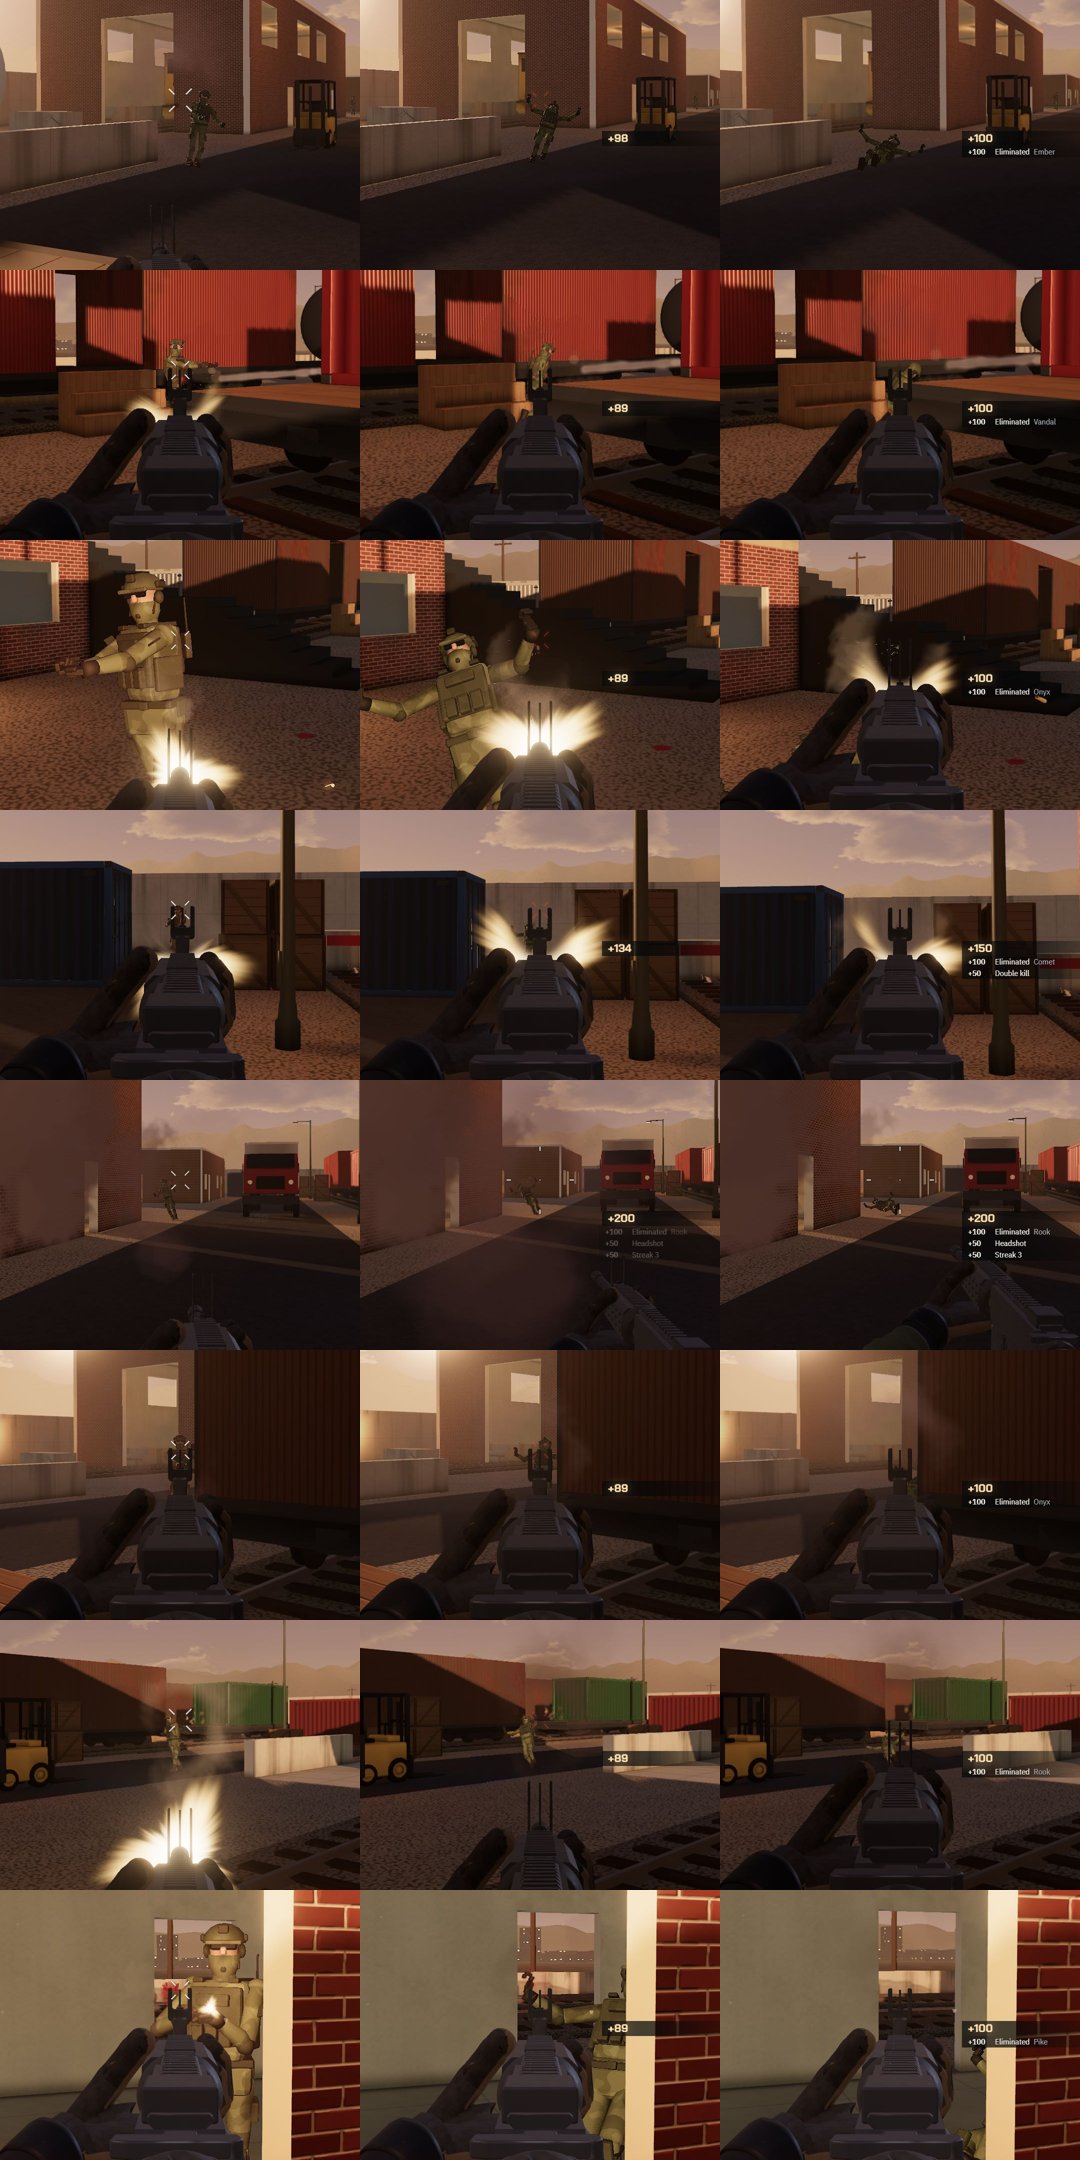 +98
+100
+100 Eliminated Ember
+89
+100
+100 Eliminated Vandal
+89
+100
+100 Eliminated Onyx
+134
+150
+100 Eliminated Comet
+50 Double kill
+200
+100 Eliminated Rook
+50 Headshot
+50 Streak 3
+200
+100 Eliminated Rook
+50 Headshot
+50 Streak 3
+89
+100
+100 Eliminated Onyx
+89
+100
+100 Eliminated Rook
+89
+100
+100 Eliminated Pike